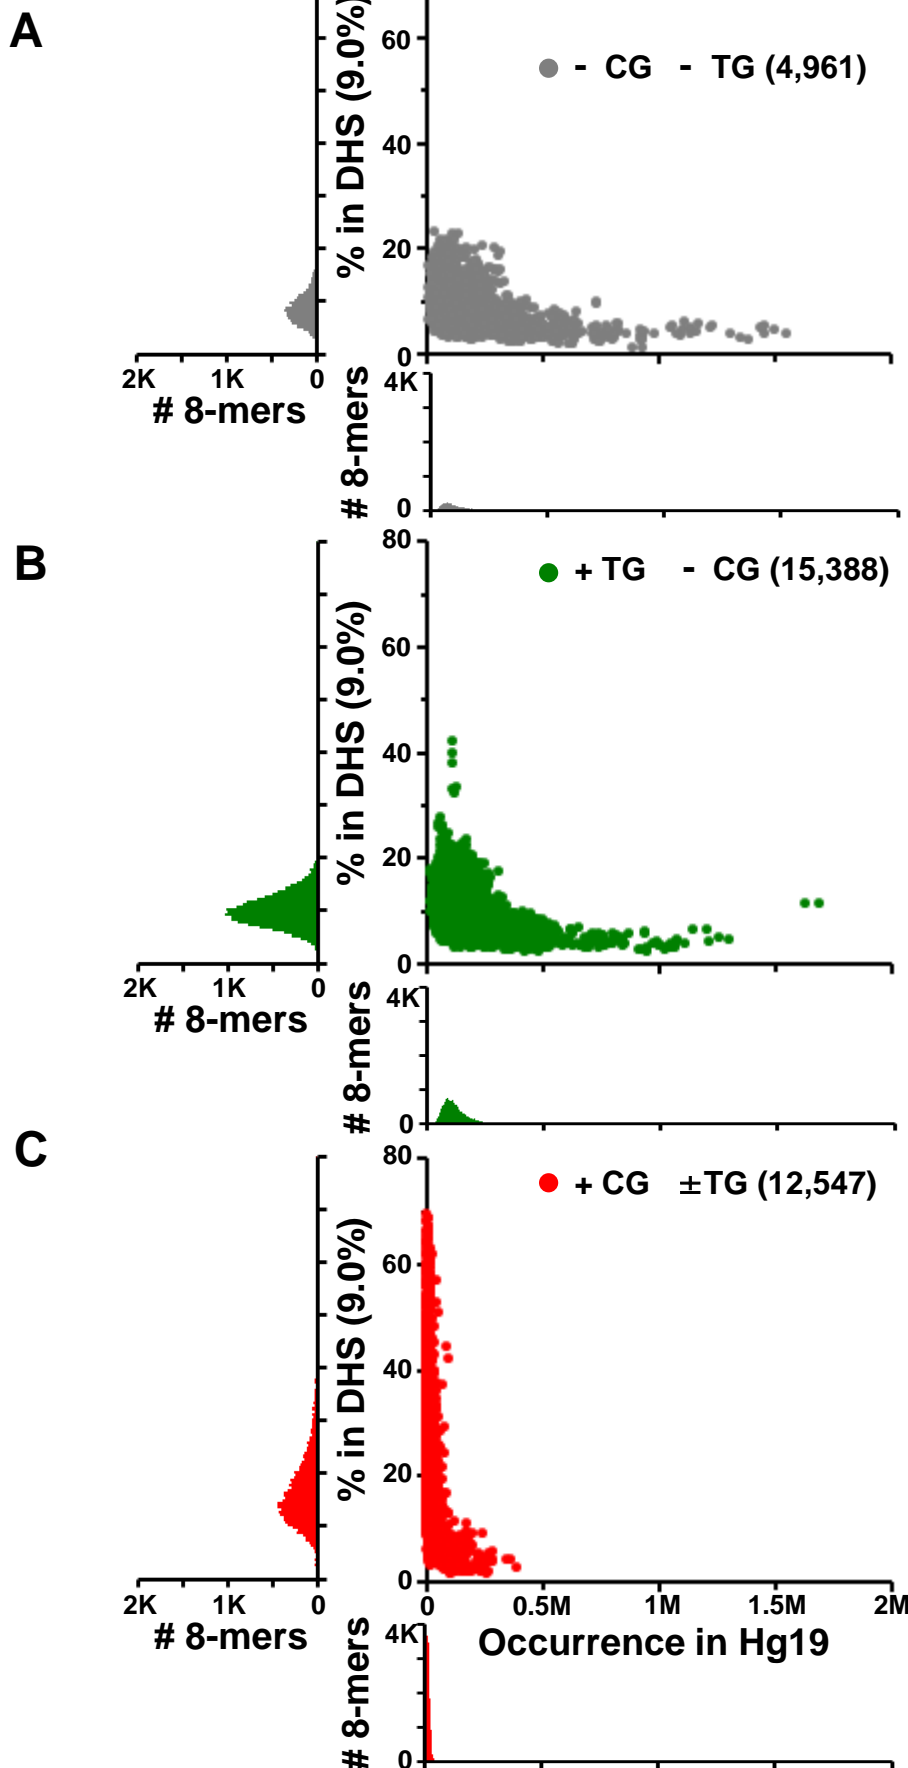 A
% in DHS (9.0%)
60
40
20
0
- CG - TG (4,961)
2K 1K 0
# 8-mers
# 8-mers
4K
0
B
% in DHS (9.0%)
80
60
40
20
0
+ TG - CG (15,388)
2K 1K 0
# 8-mers
# 8-mers
4K
0
C
% in DHS (9.0%)
80
60
40
20
0
+ CG ±TG (12,547)
2K 1K 0
# 8-mers
0 0.5M 1M 1.5M 2M
Occurrence in Hg19
# 8-mers
4K
0